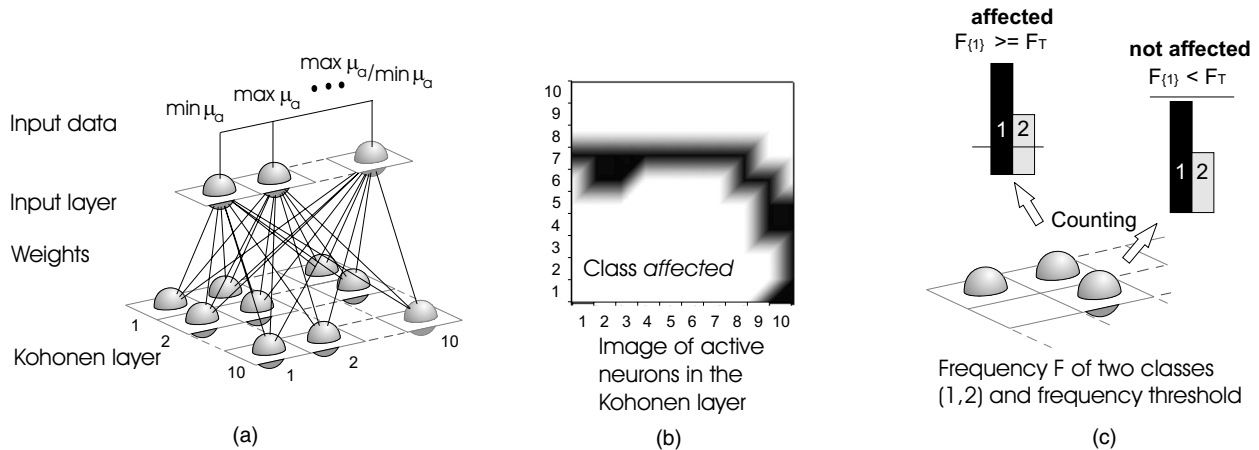 min μa
max μa
max μa/min μa
Input data
Input layer
Weights
Kohonen layer
1
2
10
1
2
10
(a)
10
9
8
7
6
5
4
3
2
1
Class affected
1 2 3 4 5 6 7 8 9 10
Image of active
neurons in the
Kohonen layer
(b)
affected
F{1} >= FT
1 2
not affected
F{1} < FT
1 2
Counting
Frequency F of two classes
(1,2) and frequency threshold
(c)